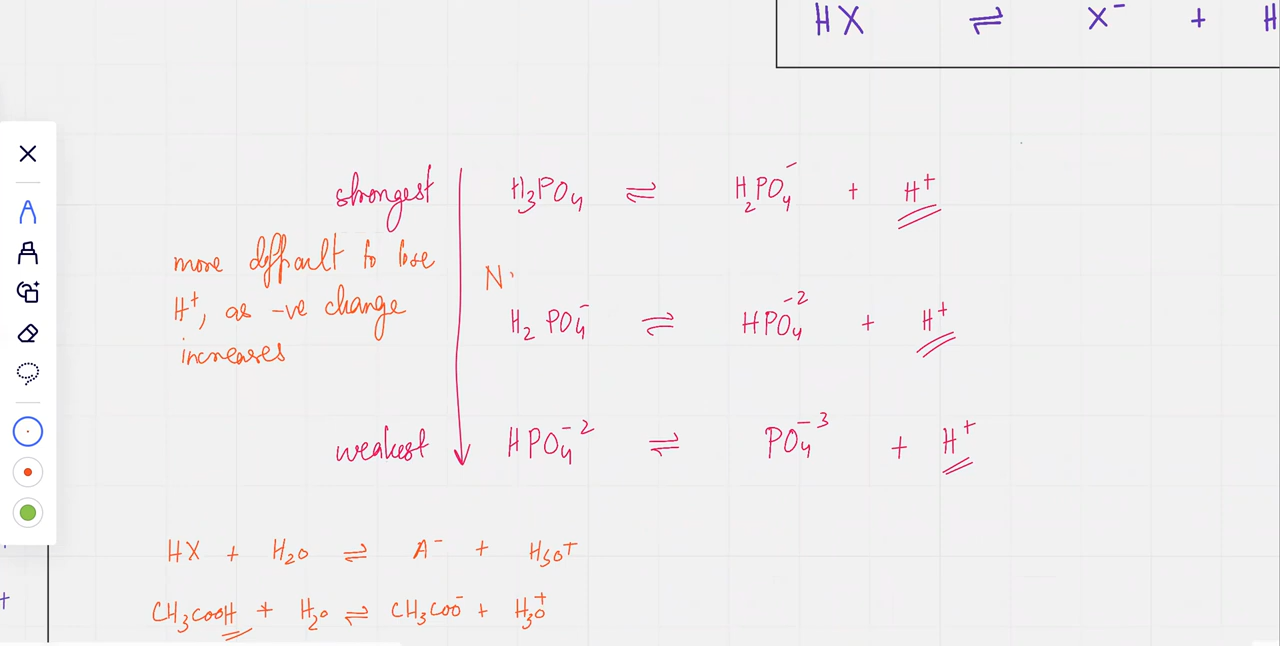 HX ⇌ X⁻ + H
strongest H₃PO₄ ⇌ H₂PO₄⁻ + H⁺
more difficult to lose
H⁺, as -ve change
increases
N
H₂PO₄⁻ ⇌ HPO₄⁻² + H⁺
weakest HPO₄⁻² ⇌ PO₄⁻³ + H⁺
HX + H₂O ⇌ A⁻ + H₃O⁺
CH₃COOH + H₂O ⇌ CH₃COO⁻ + H₃O⁺
+